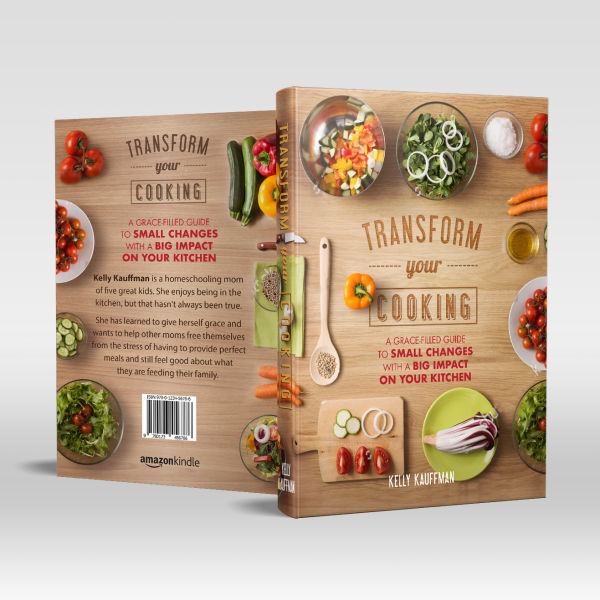 TRANSFORM
your
COOKING
A GRACE-FILLED GUIDE
TO SMALL CHANGES
WITH A BIG IMPACT
ON YOUR KITCHEN
Kelly Kauffman is a homeschooling mom
of five great kids. She enjoys being in the
kitchen, but that hasn't always been true.
She has learned to give herself grace and
wants to help other moms free themselves
from the stress of having to provide perfect
meals and still feel good about what
they are feeding their family.
amazonkindle
TRANSFORM your COOKING
KELLY
KAUFFMAN
TRANSFORM
your
COOKING
A GRACE-FILLED GUIDE
TO SMALL CHANGES
WITH A BIG IMPACT
ON YOUR KITCHEN
KELLY KAUFFMAN